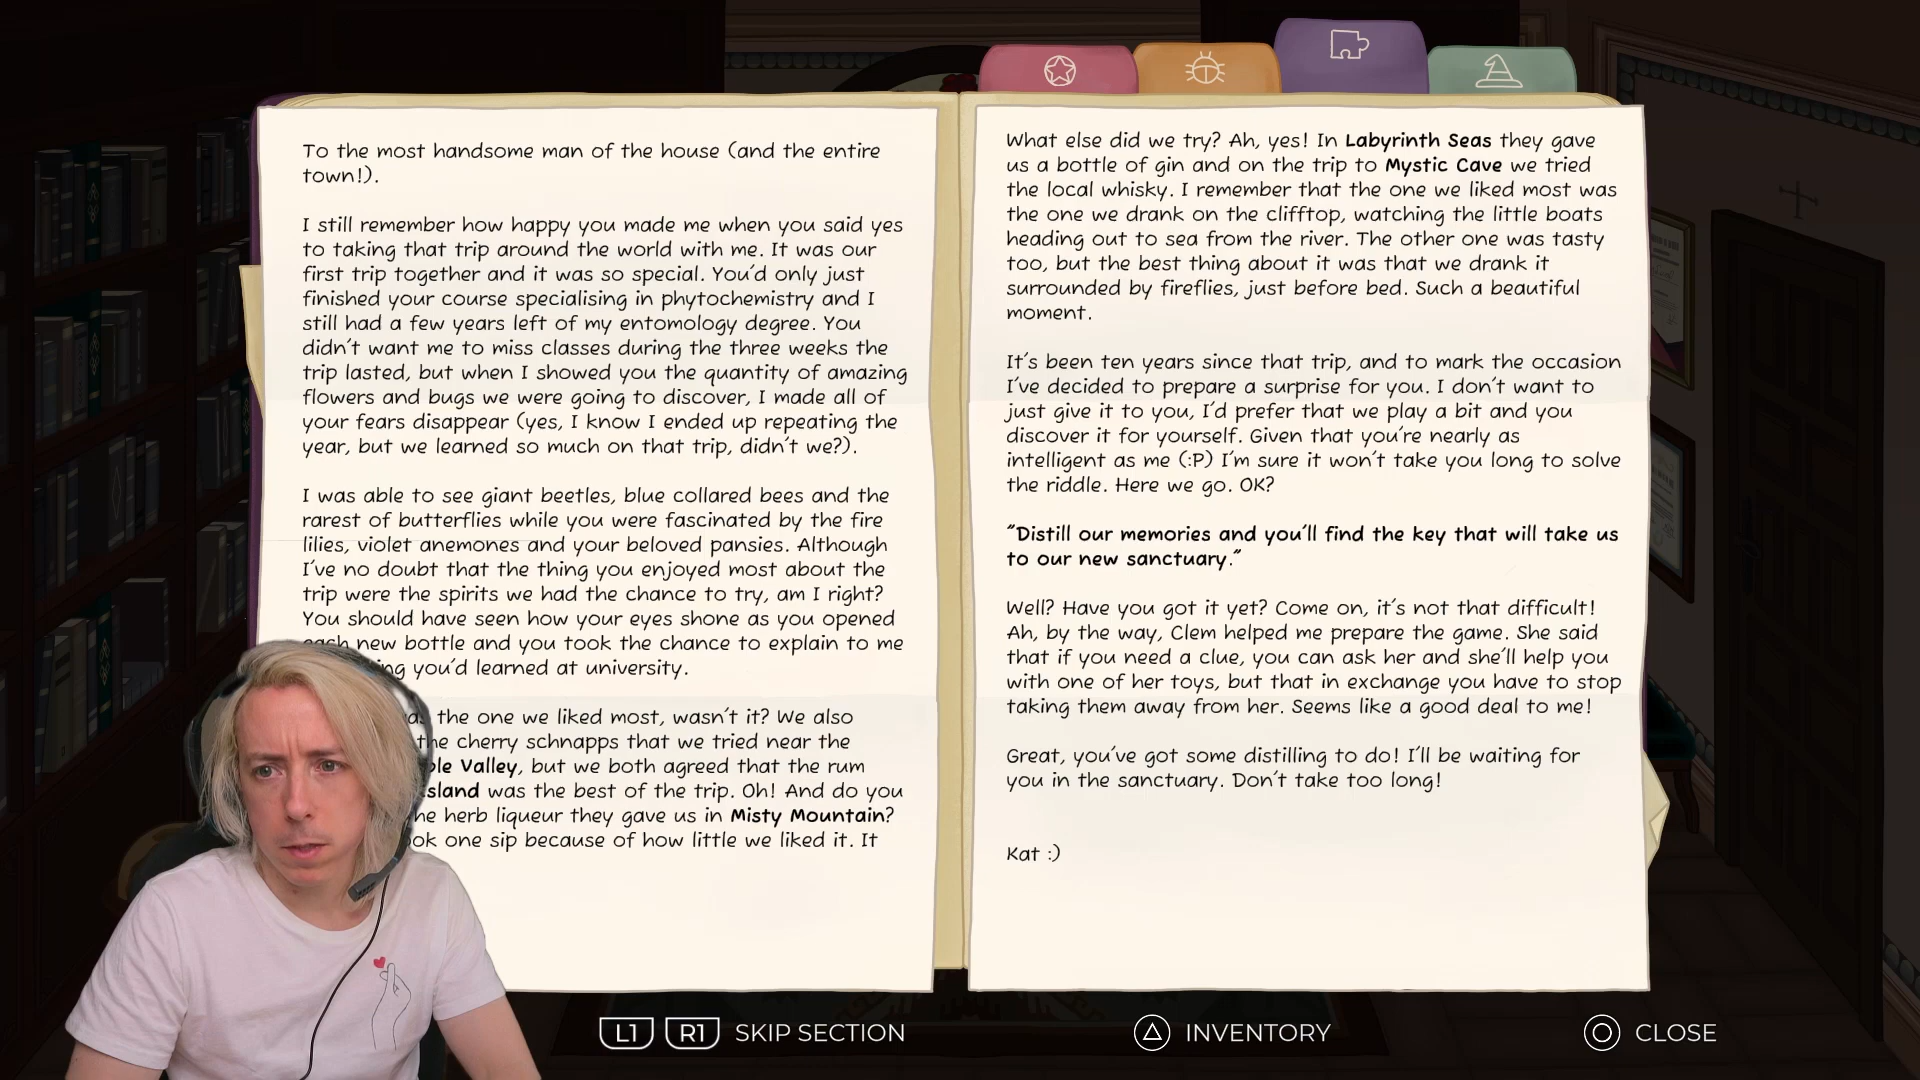 To the most handsome man of the house (and the entire
town!).
I still remember how happy you made me when you said yes
to taking that trip around the world with me. It was our
first trip together and it was so special. You'd only just
finished your course specialising in phytochemistry and I
still had a few years left of my entomology degree. You
didn't want me to miss classes during the three weeks the
trip lasted, but when I showed you the quantity of amazing
flowers and bugs we were going to discover, I made all of
your fears disappear (yes, I know I ended up repeating the
year, but we learned so much on that trip, didn't we?).
I was able to see giant beetles, blue collared bees and the
rarest of butterflies while you were fascinated by the fire
lilies, violet anemones and your beloved pansies. Although
I've no doubt that the thing you enjoyed most about the
trip were the spirits we had the chance to try, am I right?
You should have seen how your eyes shone as you opened
each new bottle and you took the chance to explain to me
you'd learned at university.
the one we liked most, wasn't it? We also
the cherry schnapps that we tried near the
Valley, but we both agreed that the rum
was the best of the trip. Oh! And do you
herb liqueur they gave us in Misty Mountain?
one sip because of how little we liked it. It
What else did we try? Ah, yes! In Labyrinth Seas they gave
us a bottle of gin and on the trip to Mystic Cave we tried
the local whisky. I remember that the one we liked most was
the one we drank on the clifftop, watching the little boats
heading out to sea from the river. The other one was tasty
too, but the best thing about it was that we drank it
surrounded by fireflies, just before bed. Such a beautiful
moment.
It's been ten years since that trip, and to mark the occasion
I've decided to prepare a surprise for you. I don't want to
just give it to you, I'd prefer that we play a bit and you
discover it for yourself. Given that you're nearly as
intelligent as me (:P) I'm sure it won't take you long to solve
the riddle. Here we go. OK?
"Distill our memories and you'll find the key that will take us
to our new sanctuary."
Well? Have you got it yet? Come on, it's not that difficult!
Ah, by the way, Clem helped me prepare the game. She said
that if you need a clue, you can ask her and she'll help you
with one of her toys, but that in exchange you have to stop
taking them away from her. Seems like a good deal to me!
Great, you've got some distilling to do! I'll be waiting for
you in the sanctuary. Don't take too long!
Kat :)
L1 R1 SKIP SECTION
INVENTORY
CLOSE